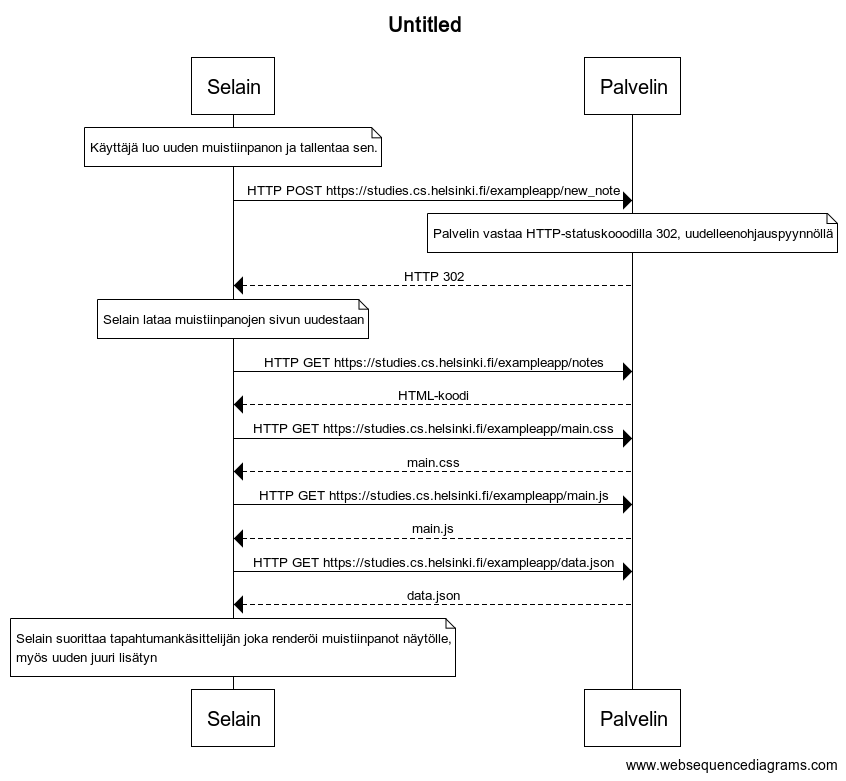 Untitled
Selain
Palvelin
Käyttäjä luo uuden muistiinpanon ja tallentaa sen.
HTTP POST https://studies.cs.helsinki.fi/exampleapp/new_note
Palvelin vastaa HTTP-statuskooodilla 302, uudelleenohjauspyynnöllä
HTTP 302
Selain lataa muistiinpanojen sivun uudestaan
HTTP GET https://studies.cs.helsinki.fi/exampleapp/notes
HTML-koodi
HTTP GET https://studies.cs.helsinki.fi/exampleapp/main.css
main.css
HTTP GET https://studies.cs.helsinki.fi/exampleapp/main.js
main.js
HTTP GET https://studies.cs.helsinki.fi/exampleapp/data.json
data.json
Selain suorittaa tapahtumankäsittelijän joka renderöi muistiinpanot näytölle,
myös uuden juuri lisätyn
Selain
Palvelin
www.websequencediagrams.com